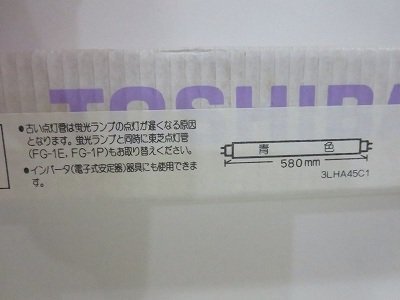 TOSHIBA
●古い点灯管は蛍光ランプの点灯が遅くなる原因
となります。蛍光ランプと同時に東芝点灯管
(FG-1E, FG-1P)もお取り替えください。
●インバータ(電子式安定器)器具にも使用できま
す。
青 色
580mm
3LHA45C1